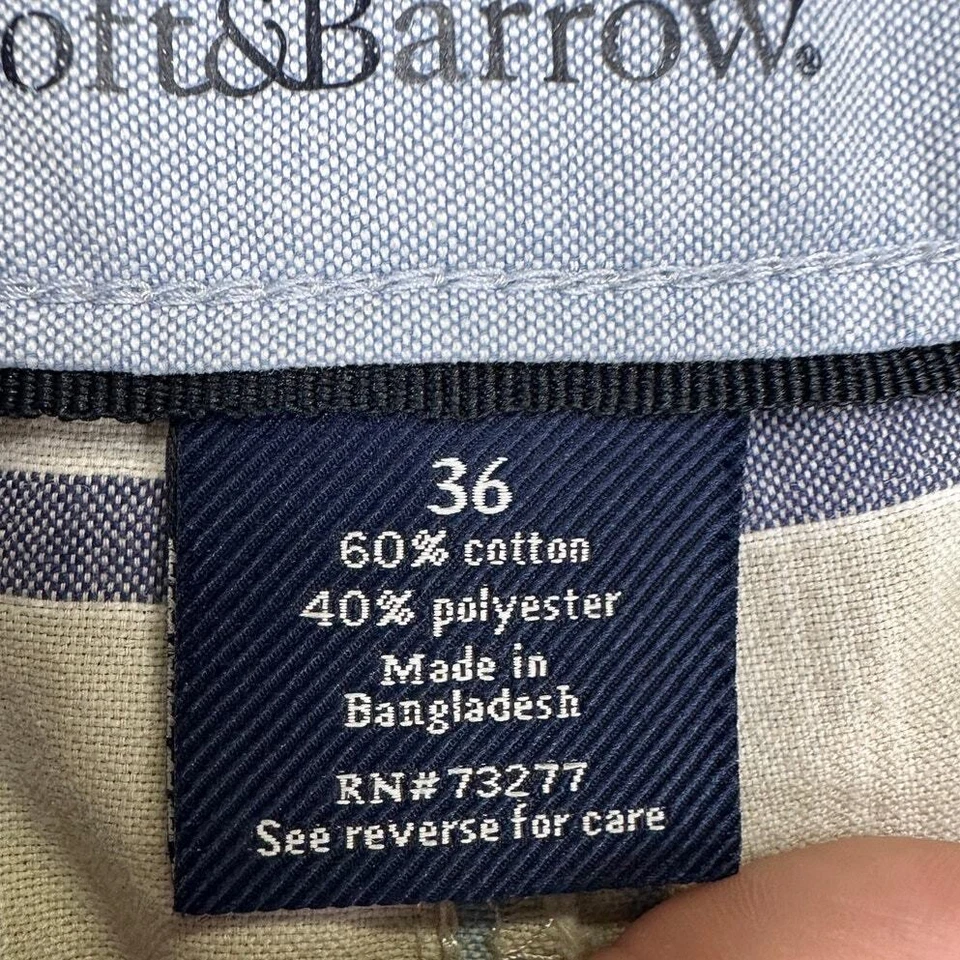 oft&Barrow®
36
60% cotton
40% polyester
Made in
Bangladesh
RN# 73277
See reverse for care